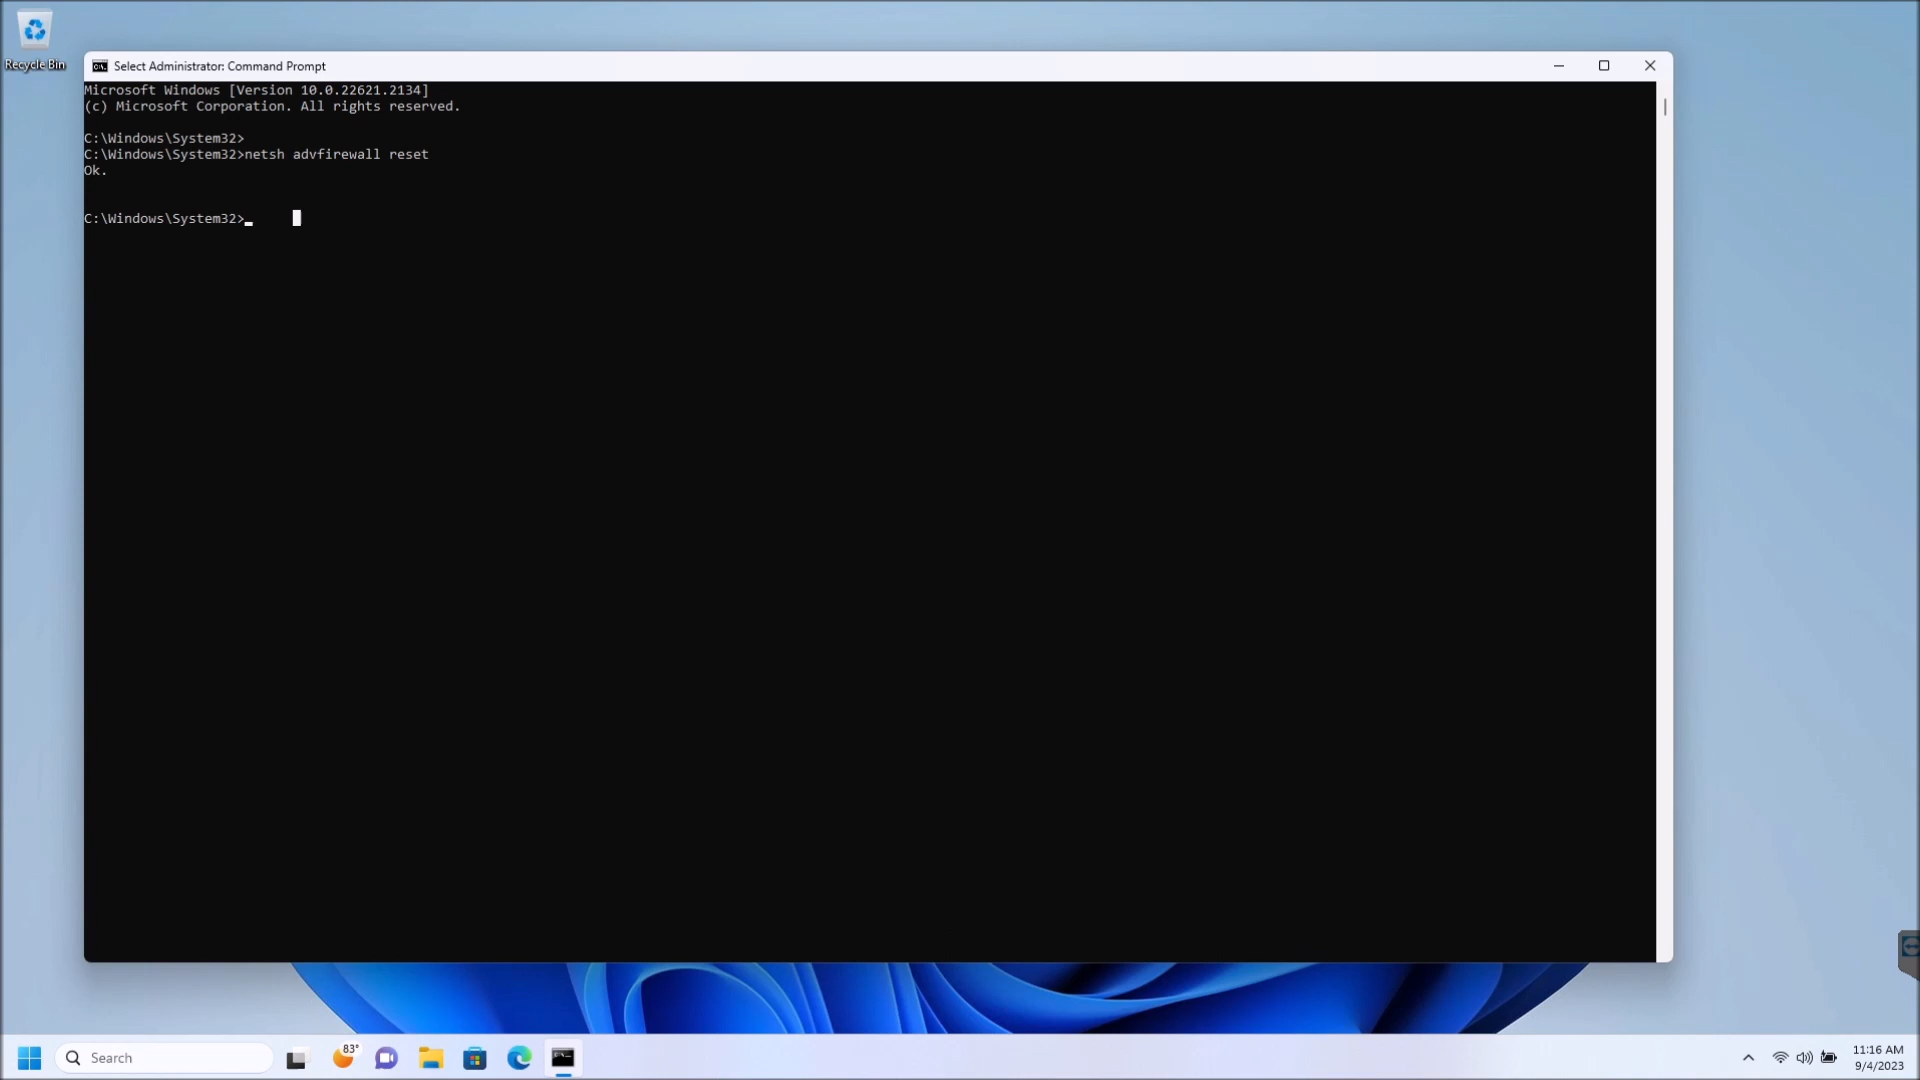 Recycle Bin
Select Administrator: Command Prompt
Microsoft Windows [Version 10.0.22621.2134]
(c) Microsoft Corporation. All rights reserved.
C:\Windows\System32>
C:\Windows\System32>netsh advfirewall reset
Ok.
C:\Windows\System32>
Search
83°
11:16 AM
9/4/2023